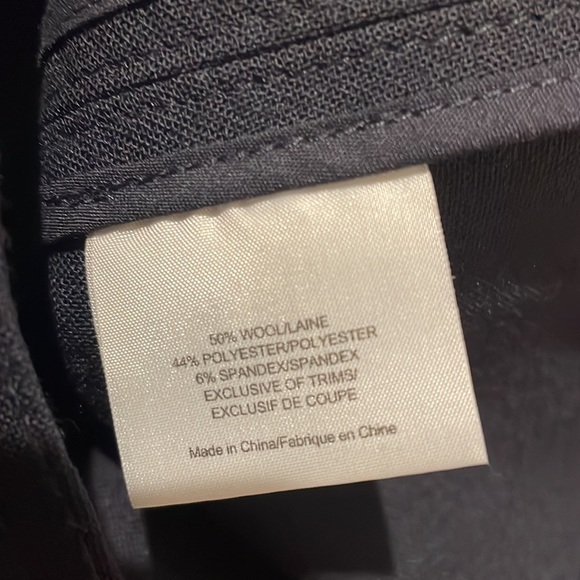 50% WOOL/LAINE
44% POLYESTER/POLYESTER
6% SPANDEX/SPANDEX
EXCLUSIVE OF TRIMS/
EXCLUSIF DE COUPE
Made in China/Fabrique en Chine